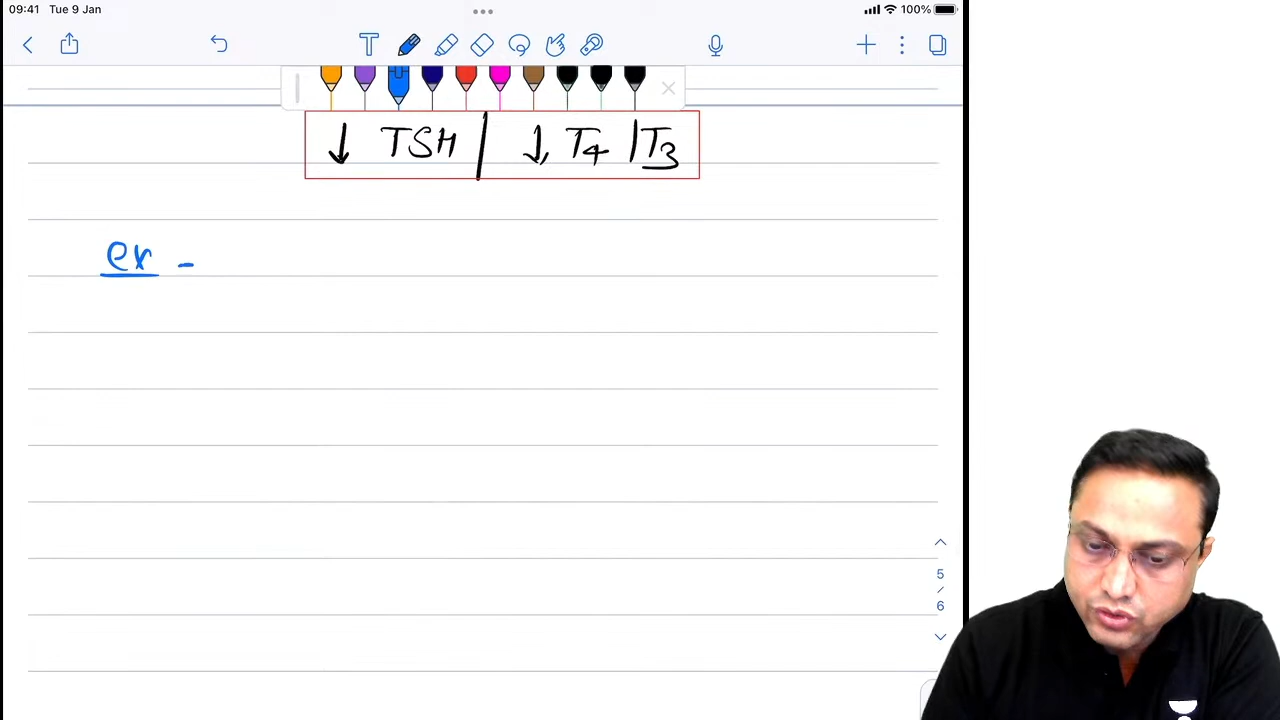 09:41 Tue 9 Jan
100%
T
↓ TSH / ↓, T4 / T3
ex -
5
/
6